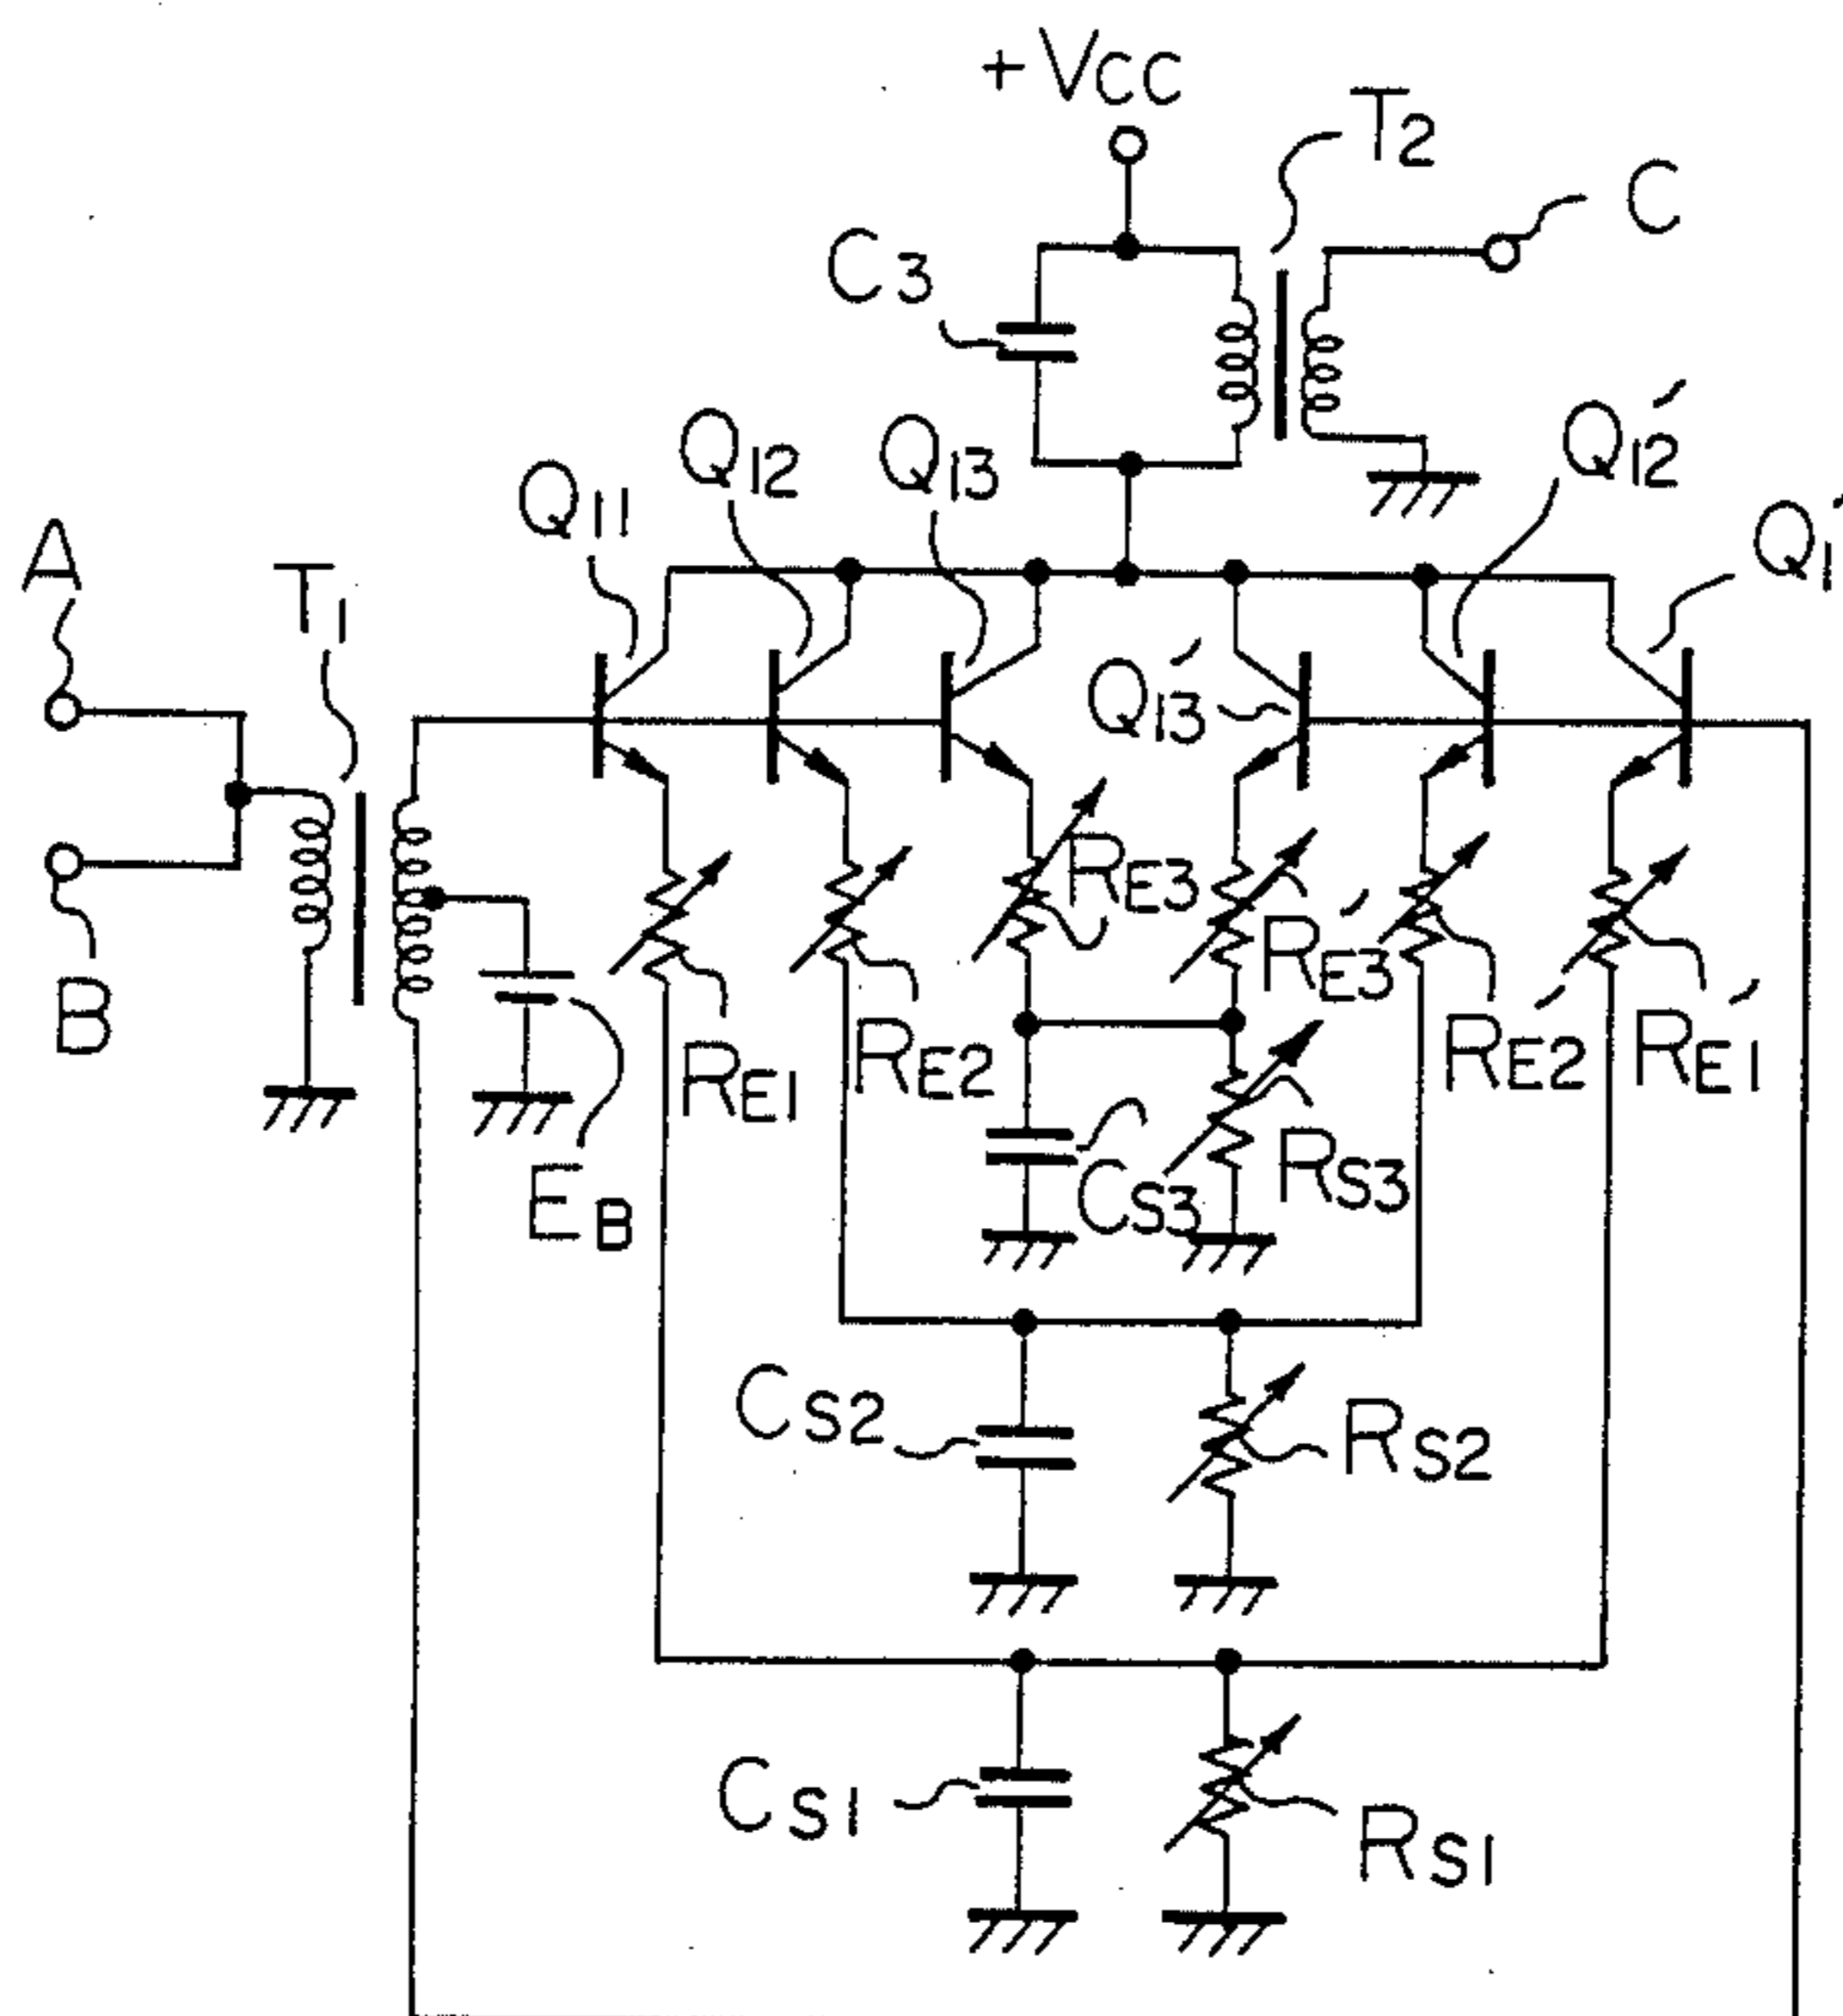 +VCC
T2
C
C3
Q12'
Q13
Q12
Q11
A
T1
Q13'
RE3
RE3'
B
RE1
RE2
RE2'
RE1'
EB
CS3
RS3
CS2
RS2
CS1
RS1